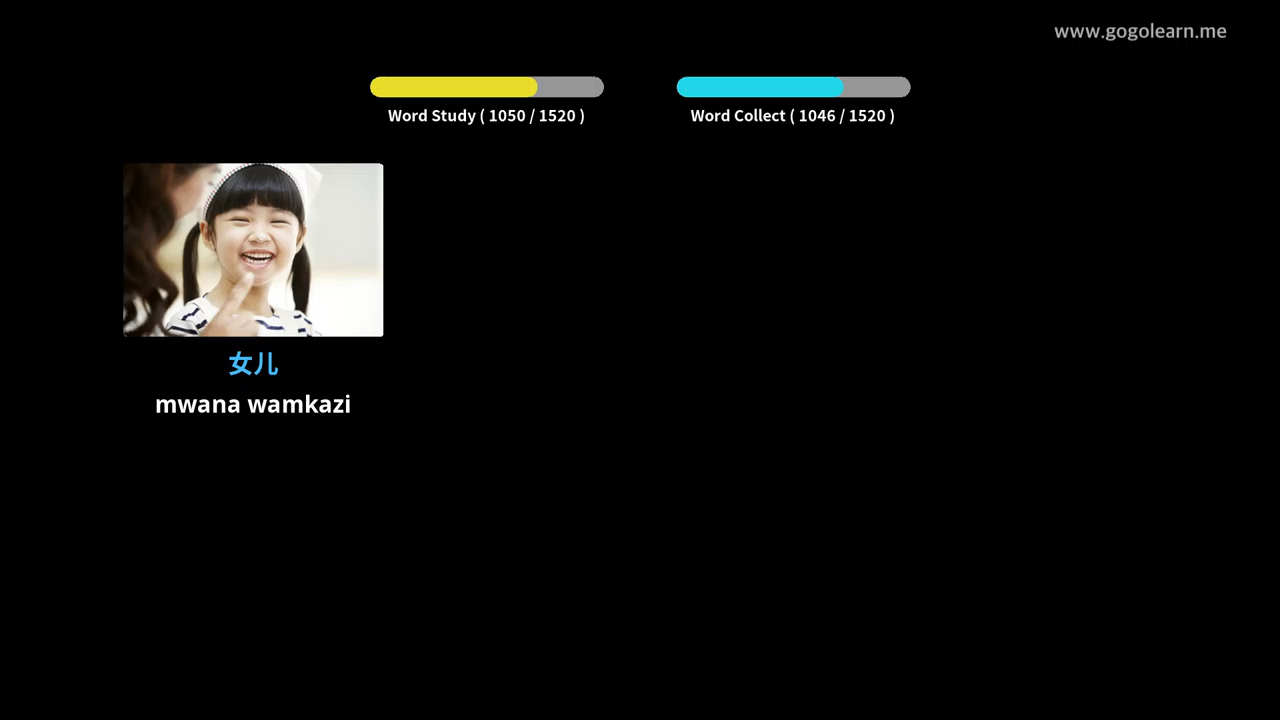 www.gogolearn.me
Word Study ( 1050 / 1520 )
Word Collect ( 1046 / 1520 )
女儿
mwana wamkazi